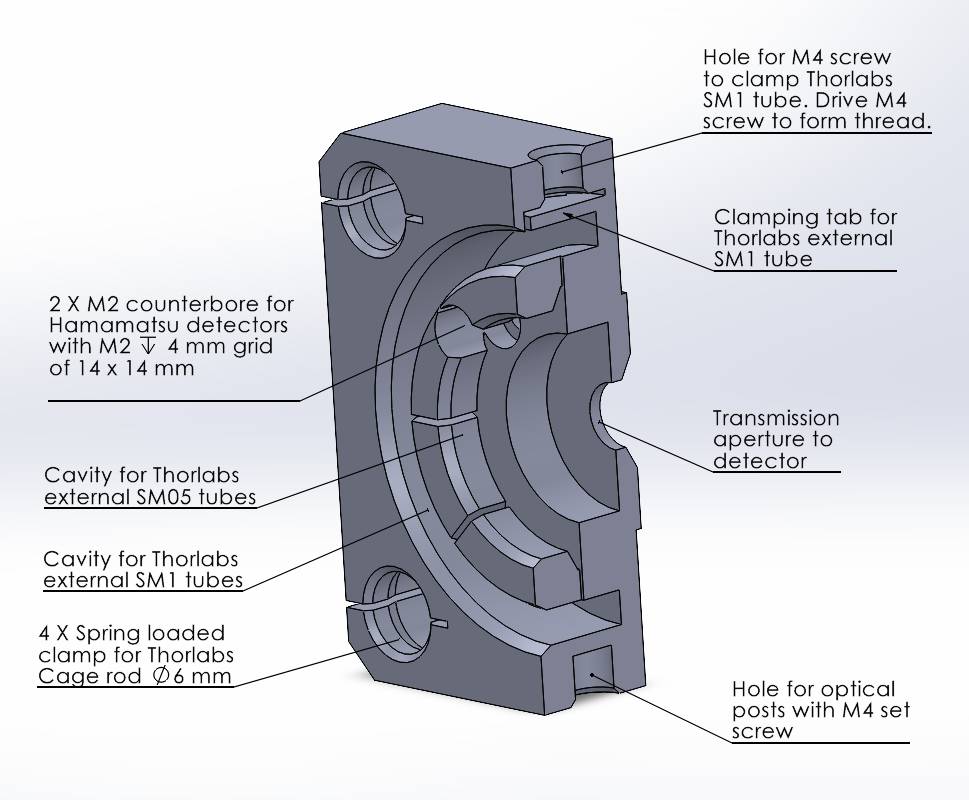 Hole for M4 screw
to clamp Thorlabs
SM1 tube. Drive M4
screw to form thread.
Clamping tab for
Thorlabs external
SM1 tube
2 X M2 counterbore for
Hamamatsu detectors
with M2 ↧ 4 mm grid
of 14 x 14 mm
Transmission
aperture to
detector
Cavity for Thorlabs
external SM05 tubes
Cavity for Thorlabs
external SM1 tubes
4 X Spring loaded
clamp for Thorlabs
Cage rod ∅6 mm
Hole for optical
posts with M4 set
screw